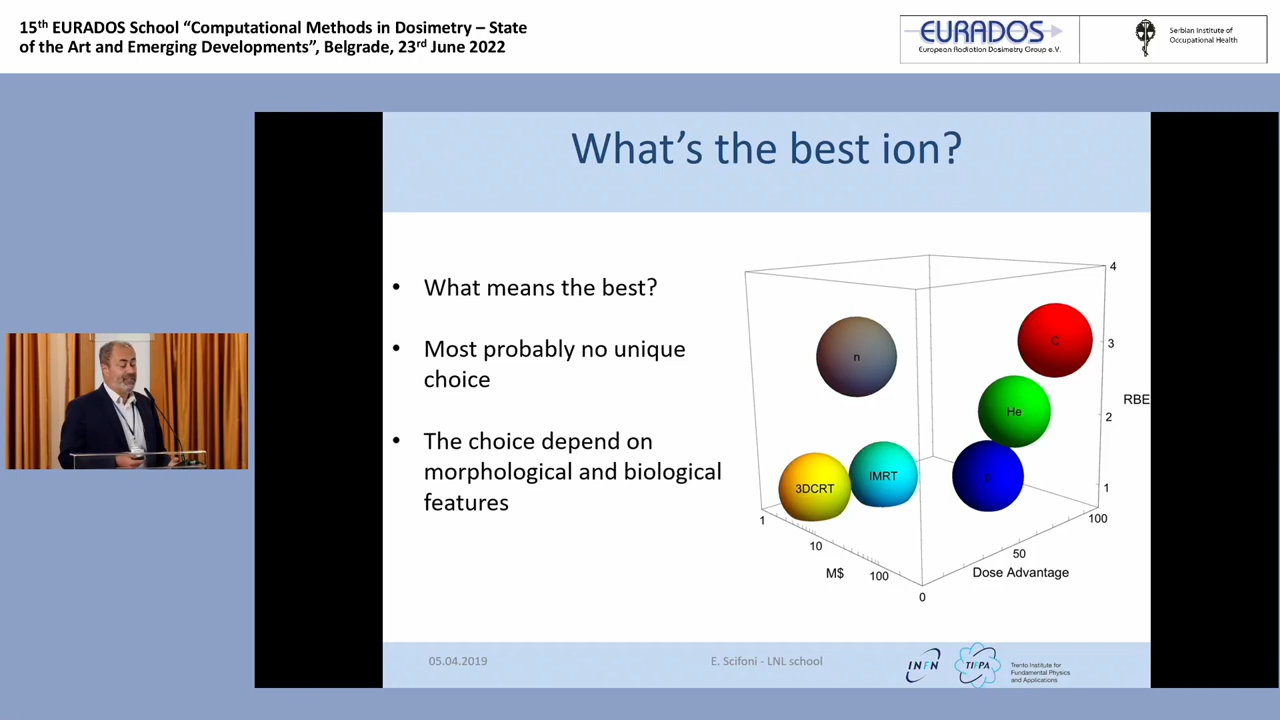 15th EURADOS School “Computational Methods in Dosimetry – State
of the Art and Emerging Developments”, Belgrade, 23rd June 2022
EURADOS
European Radiation Dosimetry Group e.V.
Serbian Institute of
Occupational Health
What's the best ion?
• What means the best?
• Most probably no unique
choice
• The choice depend on
morphological and biological
features
4
3
RBE
2
1
n
C
He
3DCRT
IMRT
p
1
10
100
M$
0
50
100
Dose Advantage
05.04.2019
E. Scifoni - LNL school
INFN
TIFPA
Trento Institute for
Fundamental Physics
and Applications